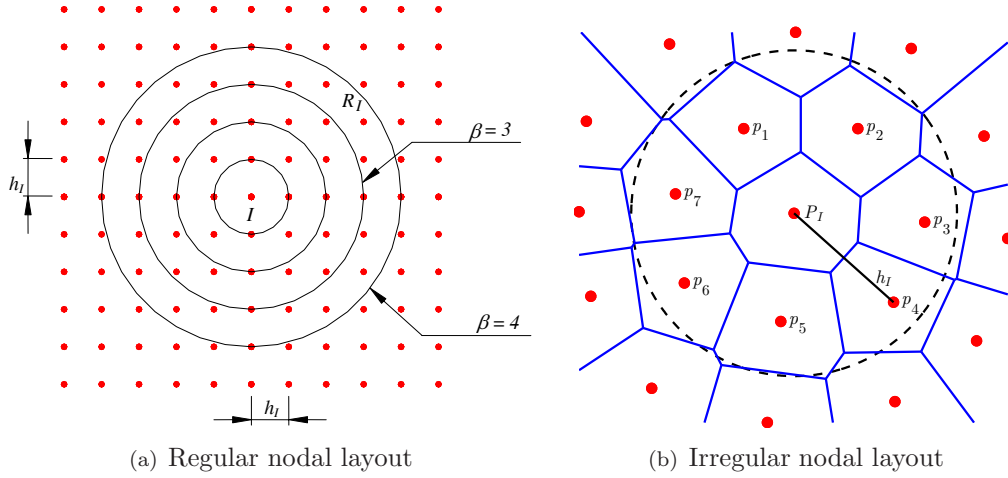 R_I
β=3
h_I
I
β=4
h_I
(a) Regular nodal layout
p_1
p_2
p_7
P_I
p_3
h_I
p_6
p_4
p_5
(b) Irregular nodal layout